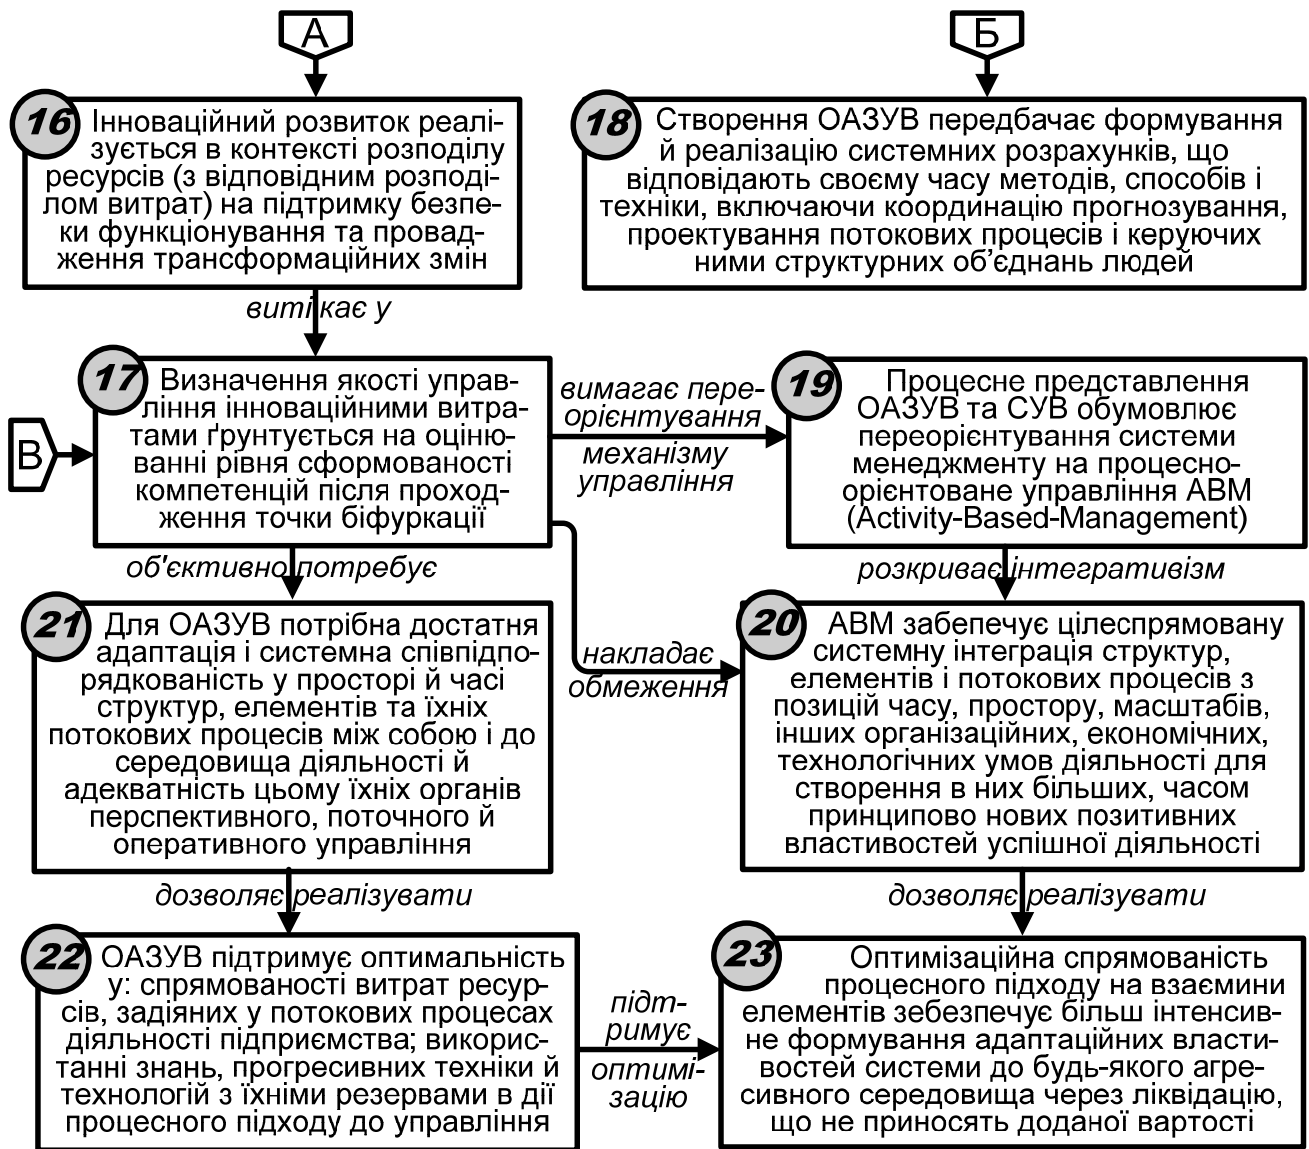 А
Б
16
Інноваційний розвиток реалі-
зується в контексті розподілу
ресурсів (з відповідним розподі-
лом витрат) на підтримку безпе-
ки функціонування та провад-
ження трансформаційних змін
18
Створення ОАЗУВ передбачає формування
й реалізацію системних розрахунків, що
відповідають своєму часу методів, способів і
техніки, включаючи координацію прогнозування,
проектування потокових процесів і керуючих
ними структурних об’єднань людей
витікає у
В
17
Визначення якості управ-
ління інноваційними витра-
тами ґрунтується на оціню-
ванні рівня сформованості
компетенцій після проход-
ження точки біфуркації
вимагає пере-
орієнтування
механізму
управління
19
Процесне представлення
ОАЗУВ та СУВ обумовлює
переорієнтування системи
менеджменту на процесно-
орієнтоване управління АВМ
(Activity-Based-Management)
об'єктивно потребує
розкриває інтегративізм
21
Для ОАЗУВ потрібна достатня
адаптація і системна співпідпо-
рядкованість у просторі й часі
структур, елементів та їхніх
потокових процесів між собою і до
середовища діяльності й
адекватність цьому їхніх органів
перспективного, поточного й
оперативного управління
накладає
обмеження
20
АВМ забепечує цілеспрямовану
системну інтеграція структур,
елементів і потокових процесів з
позицій часу, простору, масштабів,
інших організаційних, економічних,
технологічних умов діяльності для
створення в них більших, часом
принципово нових позитивних
властивостей успішної діяльності
дозволяє реалізувати
дозволяє реалізувати
22
ОАЗУВ підтримує оптимальність
у: спрямованості витрат ресур-
сів, задіяних у потокових процесах
діяльності підприємства; викорис-
танні знань, прогресивних техніки й
технологій з їхніми резервами в дії
процесного підходу до управління
підт-
римує
оптимі-
зацію
23
Оптимізаційна спрямованість
процесного підходу на взаємини
елементів зебезпечує більш інтенсив-
не формування адаптаційних власти-
востей системи до будь-якого агре-
сивного середовища через ліквідацію,
що не приносять доданої вартості